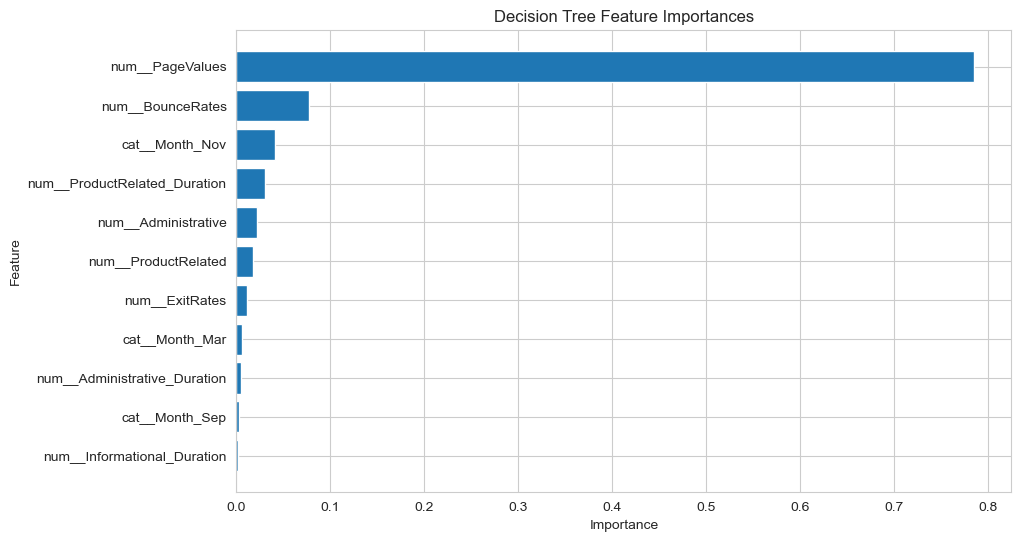 Decision Tree Feature Importances
num__PageValues
num__BounceRates
cat__Month_Nov
num__ProductRelated_Duration
num__Administrative
num__ProductRelated
num__ExitRates
cat__Month_Mar
num__Administrative_Duration
cat__Month_Sep
num__Informational_Duration
Feature
0.0 0.1 0.2 0.3 0.4 0.5 0.6 0.7 0.8
Importance